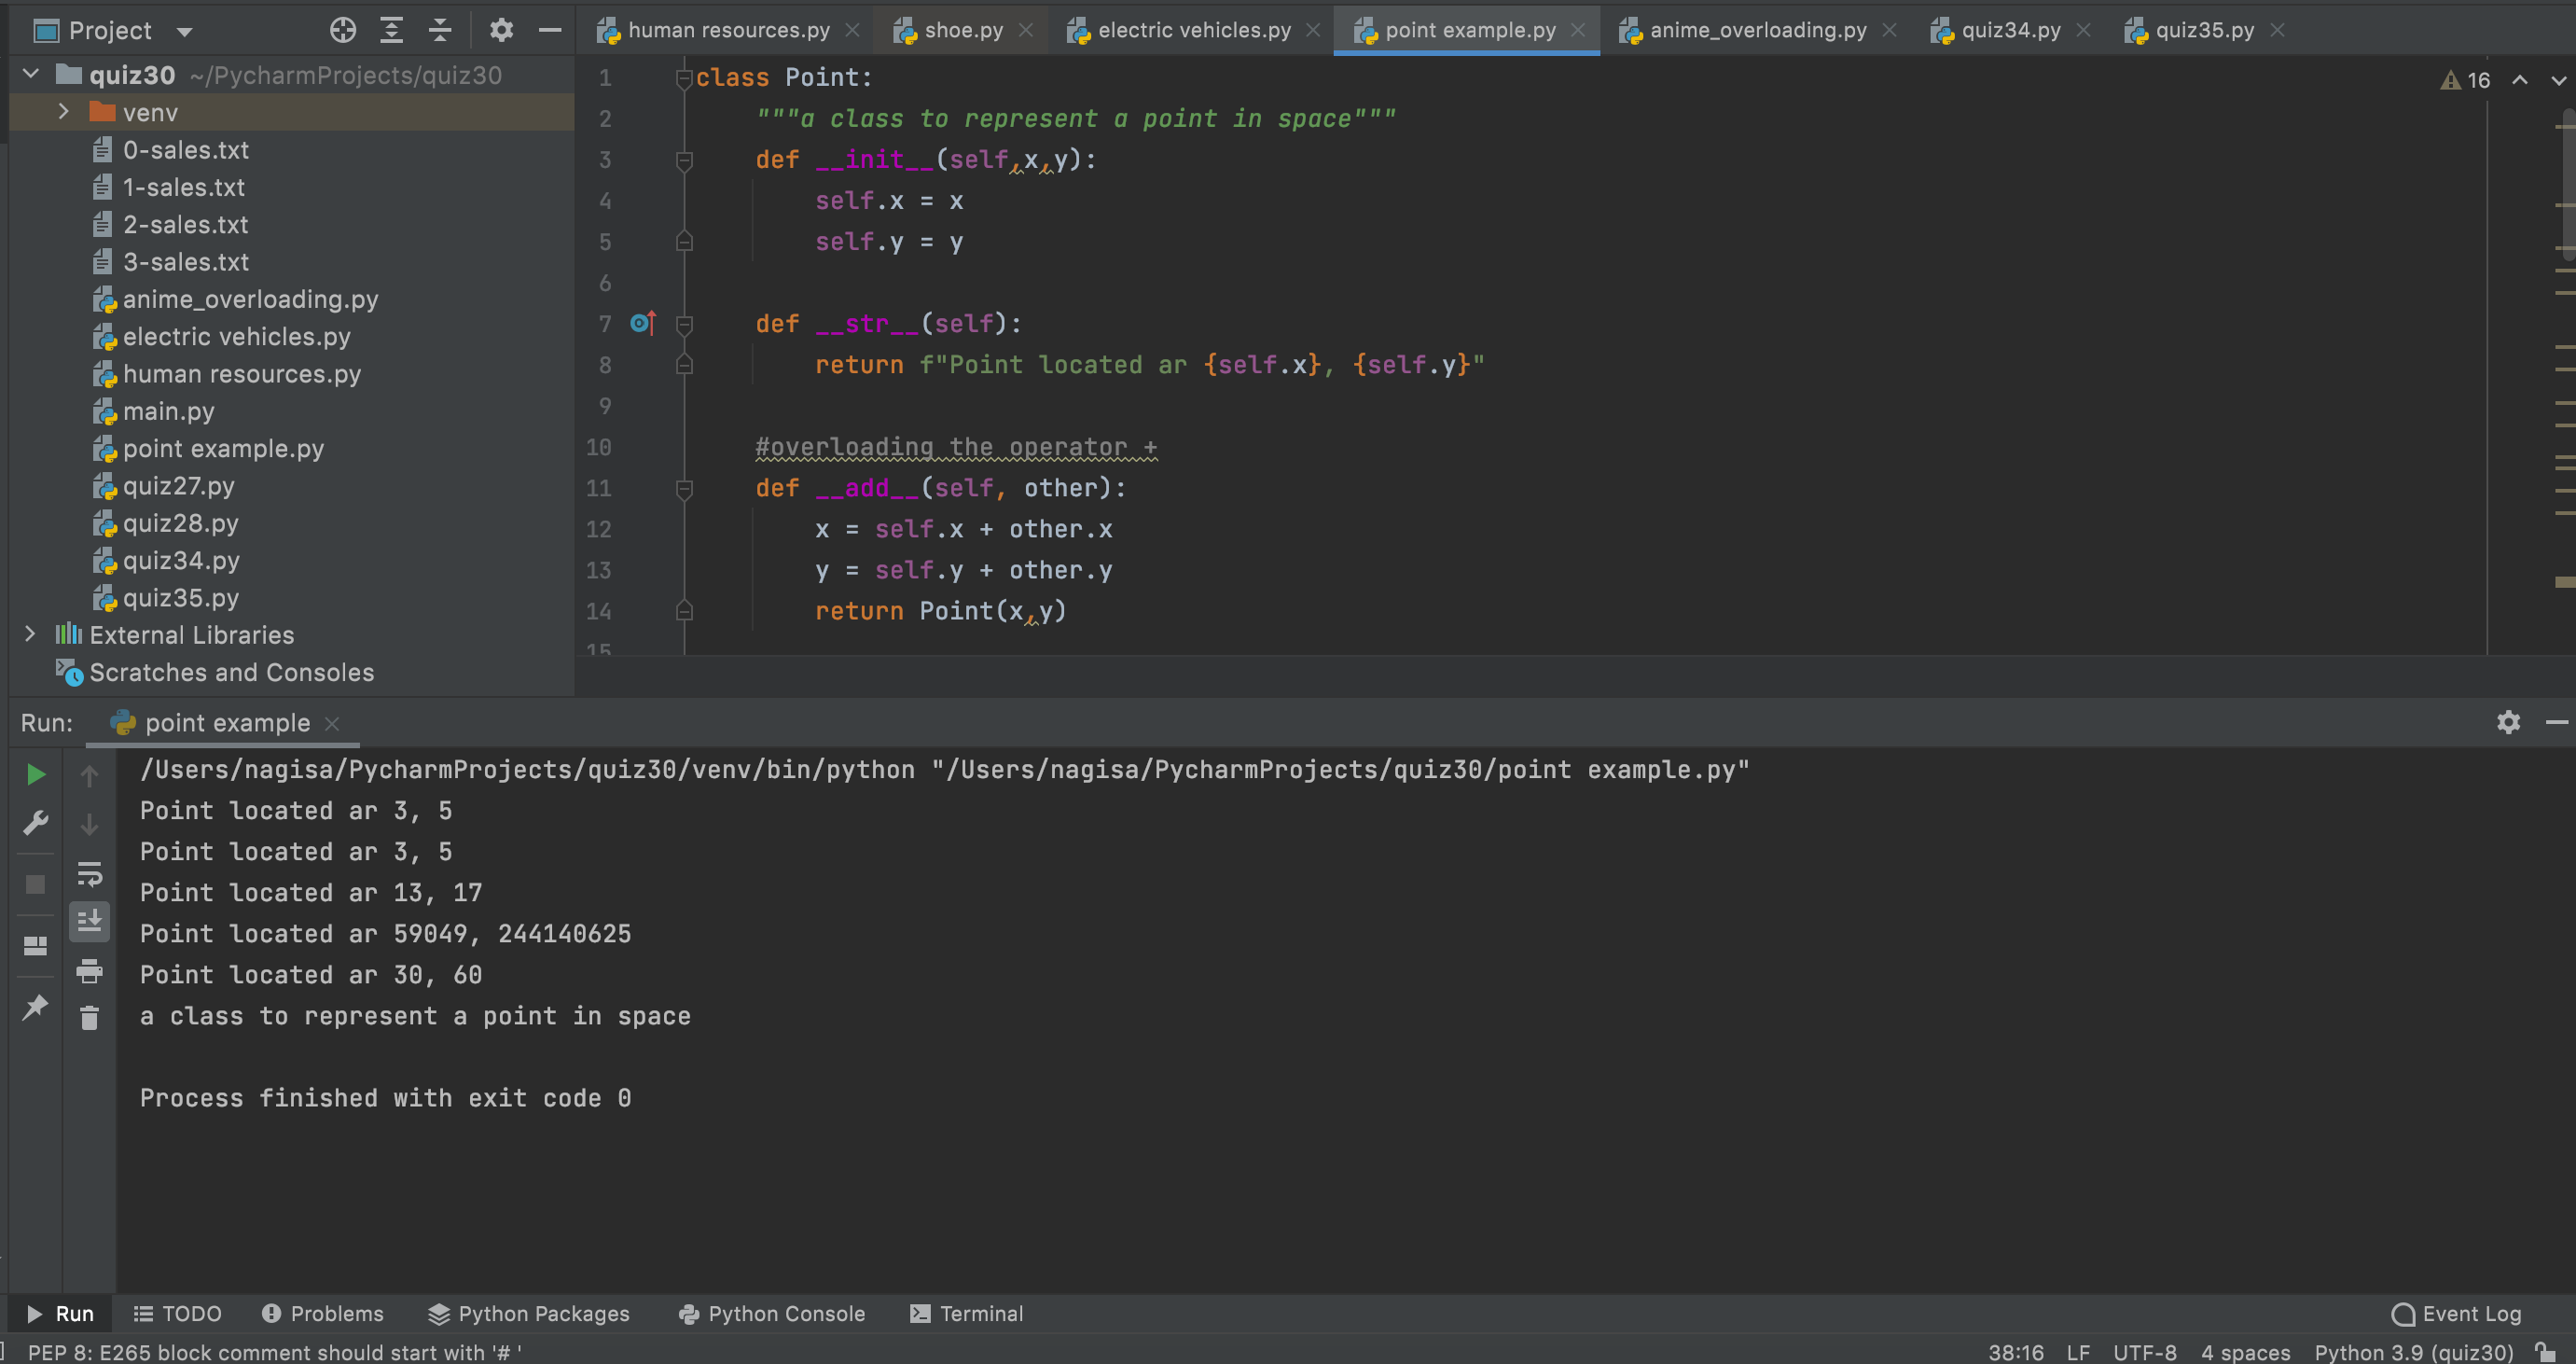 Project
human resources.py
shoe.py
electric vehicles.py
point example.py
anime_overloading.py
quiz34.py
quiz35.py
quiz30 ~/PycharmProjects/quiz30
venv
0-sales.txt
1-sales.txt
2-sales.txt
3-sales.txt
anime_overloading.py
electric vehicles.py
human resources.py
main.py
point example.py
quiz27.py
quiz28.py
quiz34.py
quiz35.py
External Libraries
Scratches and Consoles
16
1 class Point:
2 """a class to represent a point in space"""
3 def __init__(self,x,y):
4 self.x = x
5 self.y = y
6
7 def __str__(self):
8 return f"Point located ar {self.x}, {self.y}"
9
10 #overloading the operator +
11 def __add__(self, other):
12 x = self.x + other.x
13 y = self.y + other.y
14 return Point(x,y)
15
Run: point example
/Users/nagisa/PycharmProjects/quiz30/venv/bin/python "/Users/nagisa/PycharmProjects/quiz30/point example.py"
Point located ar 3, 5
Point located ar 3, 5
Point located ar 13, 17
Point located ar 59049, 244140625
Point located ar 30, 60
a class to represent a point in space
Process finished with exit code 0
Run TODO Problems Python Packages Python Console Terminal Event Log
PEP 8: E265 block comment should start with '# ' 38:16 LF UTF-8 4 spaces Python 3.9 (quiz30)